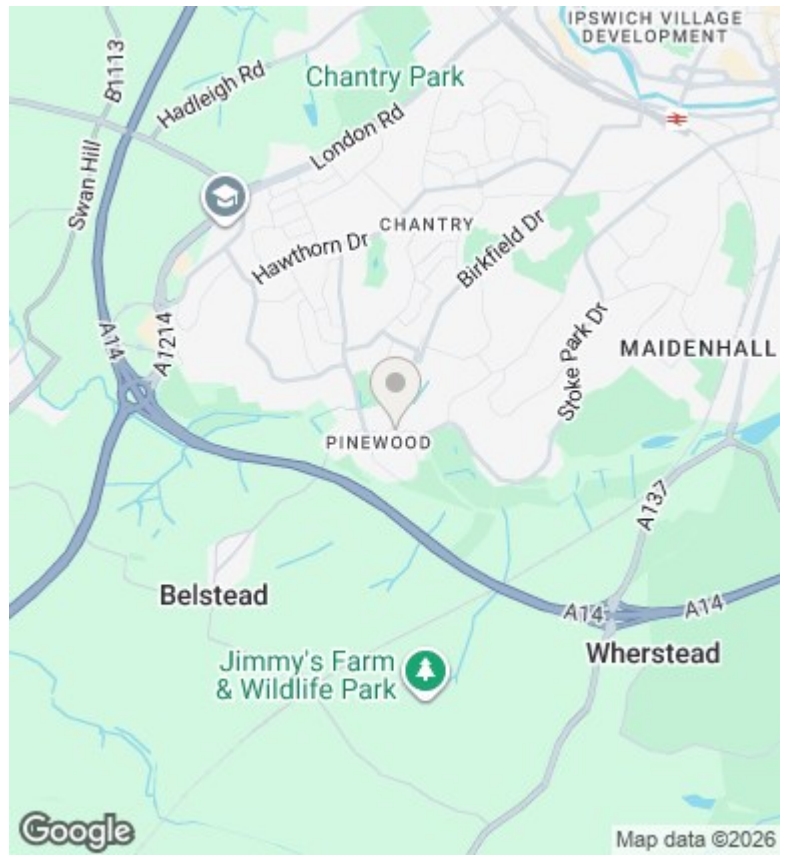 IPSWICH VILLAGE
DEVELOPMENT
B1113
Hadleigh Rd
Chantry Park
London Rd
Swan Hill
CHANTRY
Hawthorn Dr
Birkfield Dr
A14
A1214
Stoke Park Dr
MAIDENHALL
PINEWOOD
A137
Belstead
A14
A14
Wherstead
Jimmy's Farm
& Wildlife Park
Google
Map data ©2026